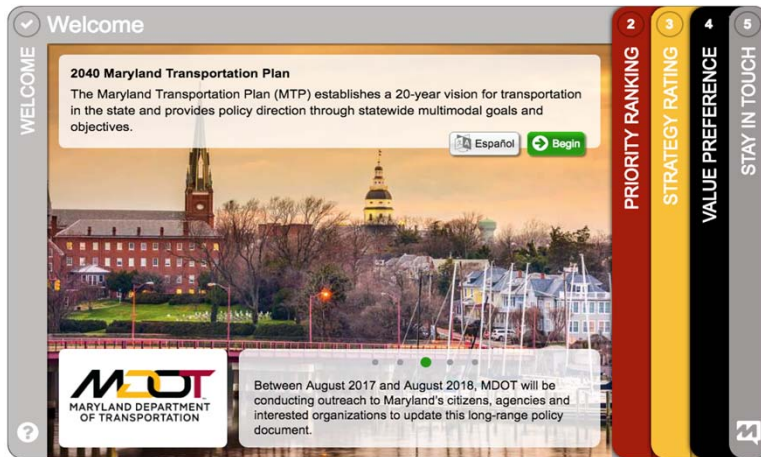 Welcome
WELCOME
2040 Maryland Transportation Plan
The Maryland Transportation Plan (MTP) establishes a 20-year vision for transportation
in the state and provides policy direction through statewide multimodal goals and
objectives.
Español
Begin
MDOT
MARYLAND DEPARTMENT
OF TRANSPORTATION
Between August 2017 and August 2018, MDOT will be
conducting outreach to Maryland's citizens, agencies and
interested organizations to update this long-range policy
document.
?
2
PRIORITY RANKING
3
STRATEGY RATING
4
VALUE PREFERENCE
5
STAY IN TOUCH